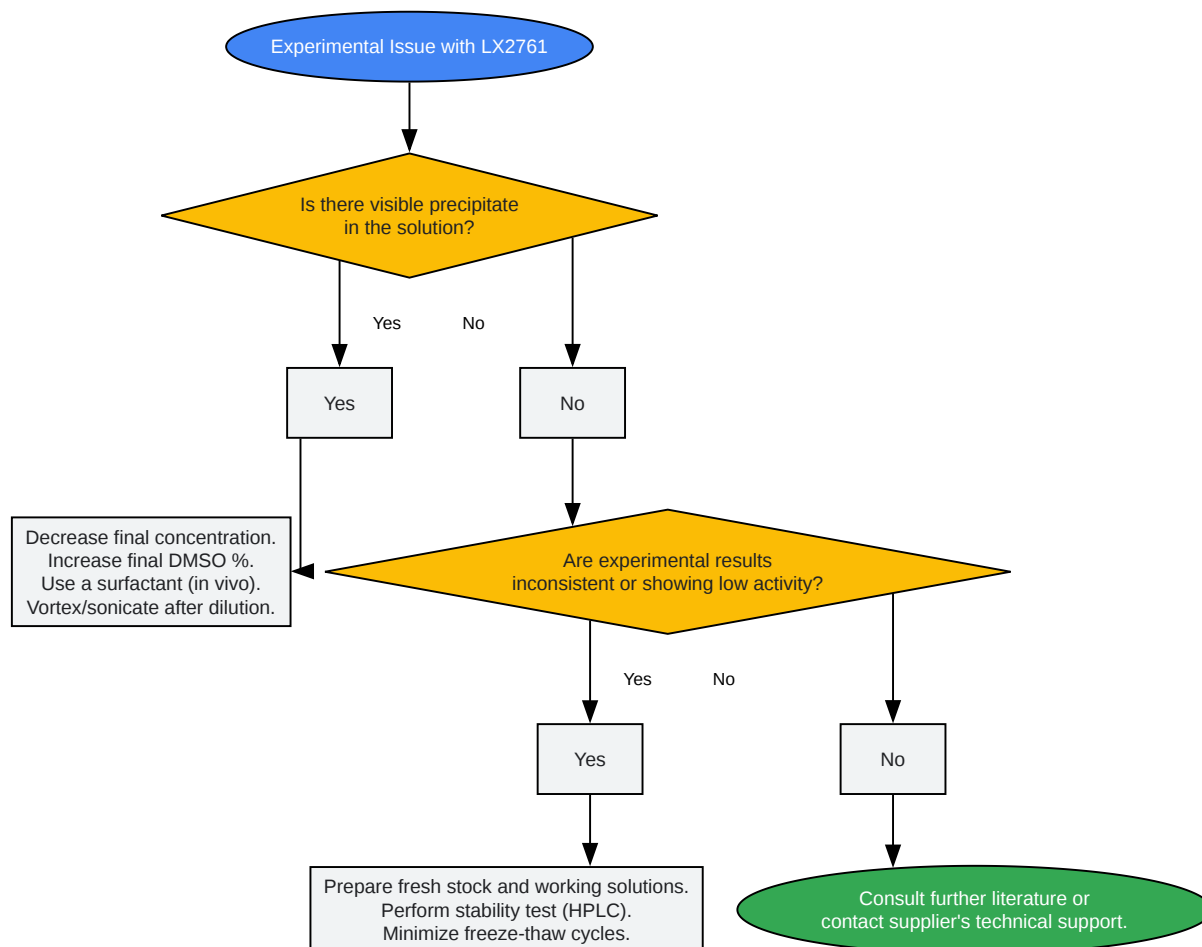 Experimental Issue with LX2761
Is there visible precipitate
in the solution?
Yes
No
Yes
No
Decrease final concentration.
Increase final DMSO %.
Use a surfactant (in vivo).
Vortex/sonicate after dilution.
Are experimental results
inconsistent or showing low activity?
Yes
No
Yes
No
Prepare fresh stock and working solutions.
Perform stability test (HPLC).
Minimize freeze-thaw cycles.
Consult further literature or
contact supplier's technical support.